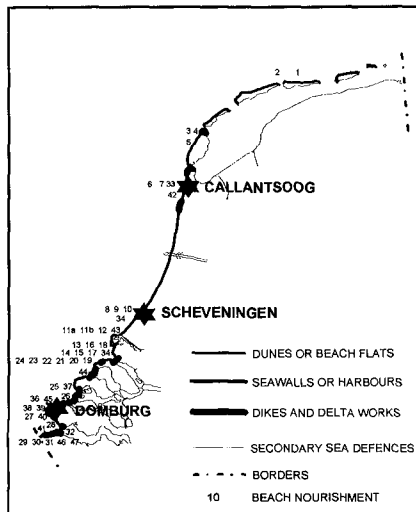 2 1
3 4
5
6 7 33
42
CALLANTSOOG
8 9 10
34
SCHEVENINGEN
11a 11b 12 43
13 16 18
14 15 17 34
24 23 22 21 20 19
44
25 37
36 45 26
38 39
27 40
DOMBURG
41 28
32
29 30 31 46 47
DUNES OR BEACH FLATS
SEAWALLS OR HARBOURS
DIKES AND DELTA WORKS
SECONDARY SEA DEFENCES
BORDERS
10 BEACH NOURISHMENT